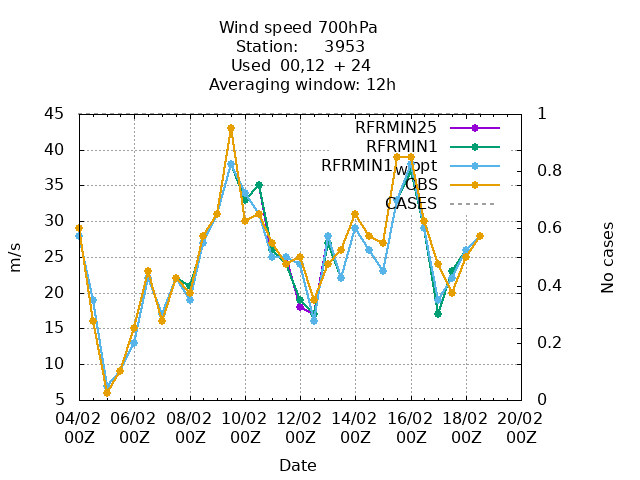 Wind speed 700hPa
Station: 3953
Used 00,12 + 24
Averaging window: 12h
45
40
35
30
25
20
15
10
5
m/s
1
0.8
0.6
0.4
0.2
0
No cases
RFRMIN25
RFRMIN1
RFRMIN1wopt
OBS
CASES
04/02 06/02 08/02 10/02 12/02 14/02 16/02 18/02 20/02
00Z 00Z 00Z 00Z 00Z 00Z 00Z 00Z 00Z
Date